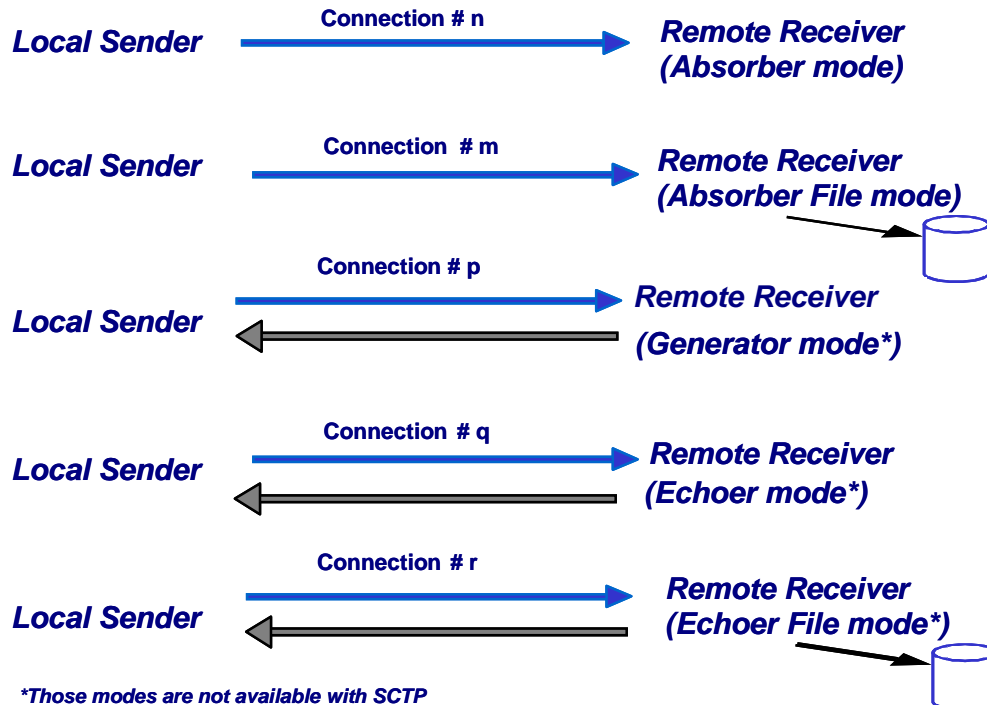 Connection # n
Local Sender
Remote Receiver
(Absorber mode)
Connection # m
Local Sender
Remote Receiver
(Absorber File mode)
Connection # p
Remote Receiver
Local Sender
(Generator mode*)
Connection # q
Local Sender
Remote Receiver
(Echoer mode*)
Connection # r
Local Sender
Remote Receiver
(Echoer File mode*)
*Those modes are not available with SCTP